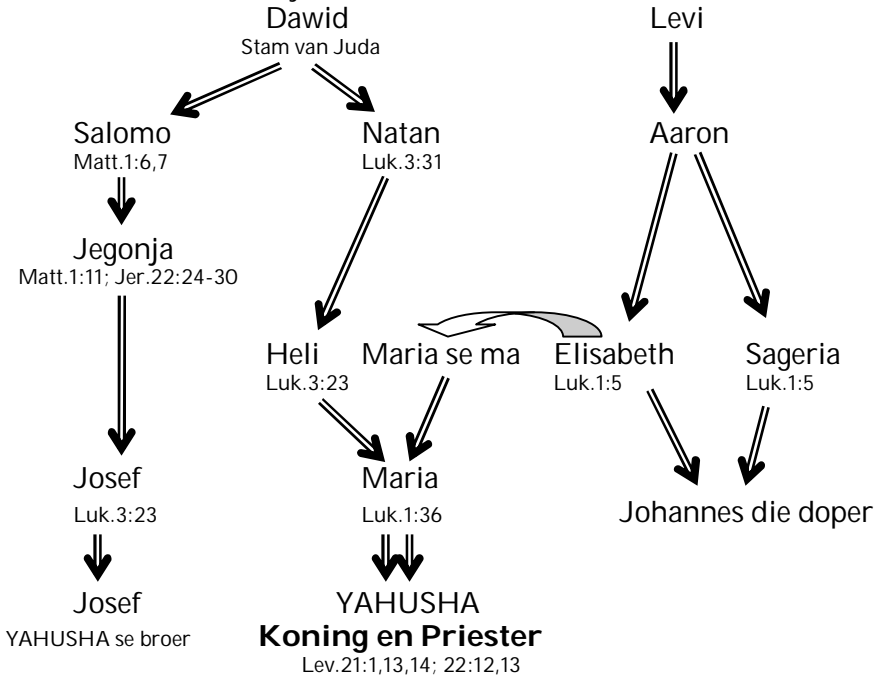 Dawid
Levi
Stam van Juda
Salomo
Natan
Aaron
Matt.1:6,7
Luk.3:31
Jegonja
Matt.1:11; Jer.22:24-30
Heli
Maria se ma
Elisabeth
Sageria
Luk.3:23
Luk.1:5
Luk.1:5
Josef
Maria
Johannes die doper
Luk.3:23
Luk.1:36
Josef
YAHUSHA
YAHUSHA se broer
Koning en Priester
Lev.21:1,13,14; 22:12,13